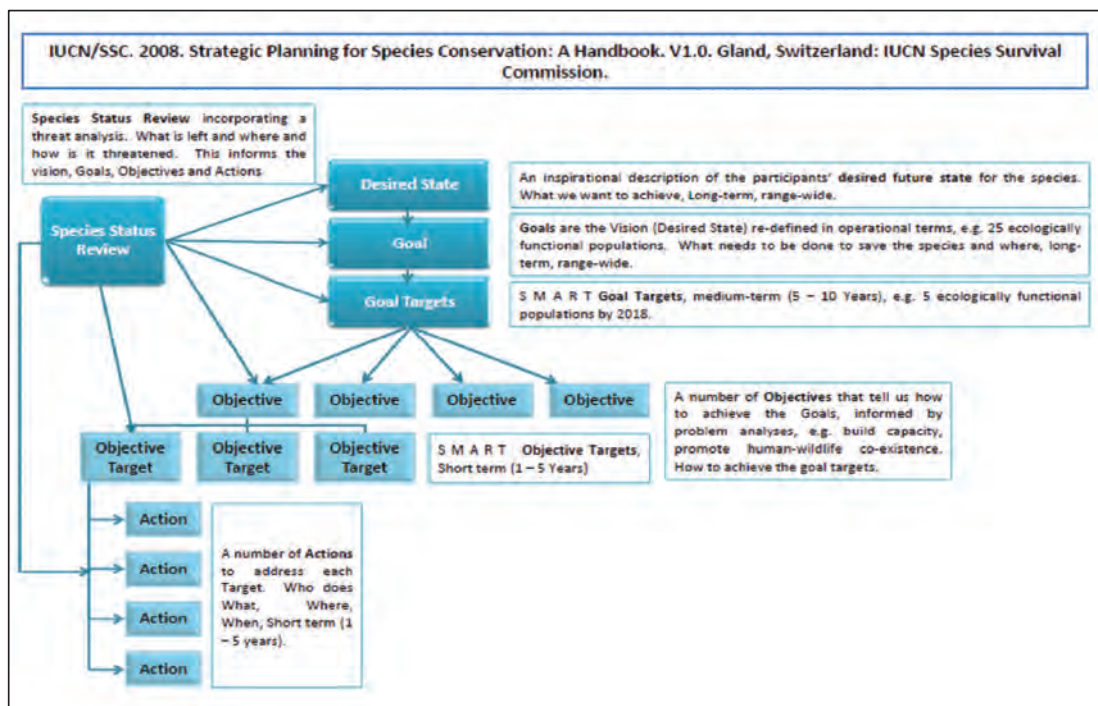 IUCN/SSC. 2008. Strategic Planning for Species Conservation: A Handbook. V1.0. Gland, Switzerland: IUCN Species Survival
Commission.
Species Status Review incorporating a
threat analysis. What is left and where and
how is it threatened. This informs the
vision, Goals, Objectives and Actions
Desired State
An inspirational description of the participants' desired future state for the species.
What we want to achieve, Long-term, range-wide.
Species Status
Review
Goal
Goals are the Vision (Desired State) re-defined in operational terms, e.g. 25 ecologically
functional populations. What needs to be done to save the species and where, long-
term, range-wide.
Goal Targets
S M A R T Goal Targets, medium-term (5 – 10 Years), e.g. 5 ecologically functional
populations by 2018.
Objective
Objective
Objective
Objective
A number of Objectives that tell us how
to achieve the Goals, informed by
problem analyses, e.g. build capacity,
promote human-wildlife co-existence.
How to achieve the goal targets.
Objective
Target
Objective
Target
Objective
Target
S M A R T Objective Targets,
Short term (1 – 5 Years)
Action
Action
Action
Action
A number of Actions
to address each
Target. Who does
What, Where,
When, Short term (1
– 5 years).